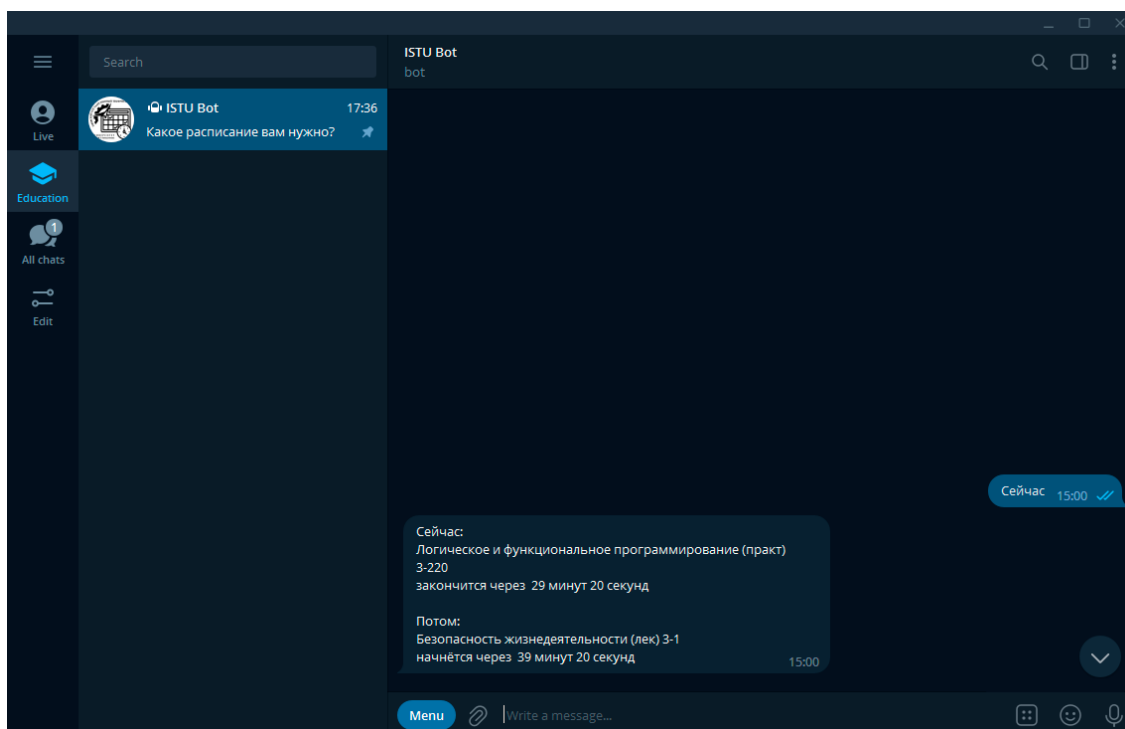 Search
ISTU Bot
bot
Live
ISTU Bot 17:36
Какое расписание вам нужно?
Education
1
All chats
Edit
Сейчас 15:00
Сейчас:
Логическое и функциональное программирование (практ)
3-220
закончится через 29 минут 20 секунд
Потом:
Безопасность жизнедеятельности (лек) 3-1
начнётся через 39 минут 20 секунд
15:00
Menu
Write a message...